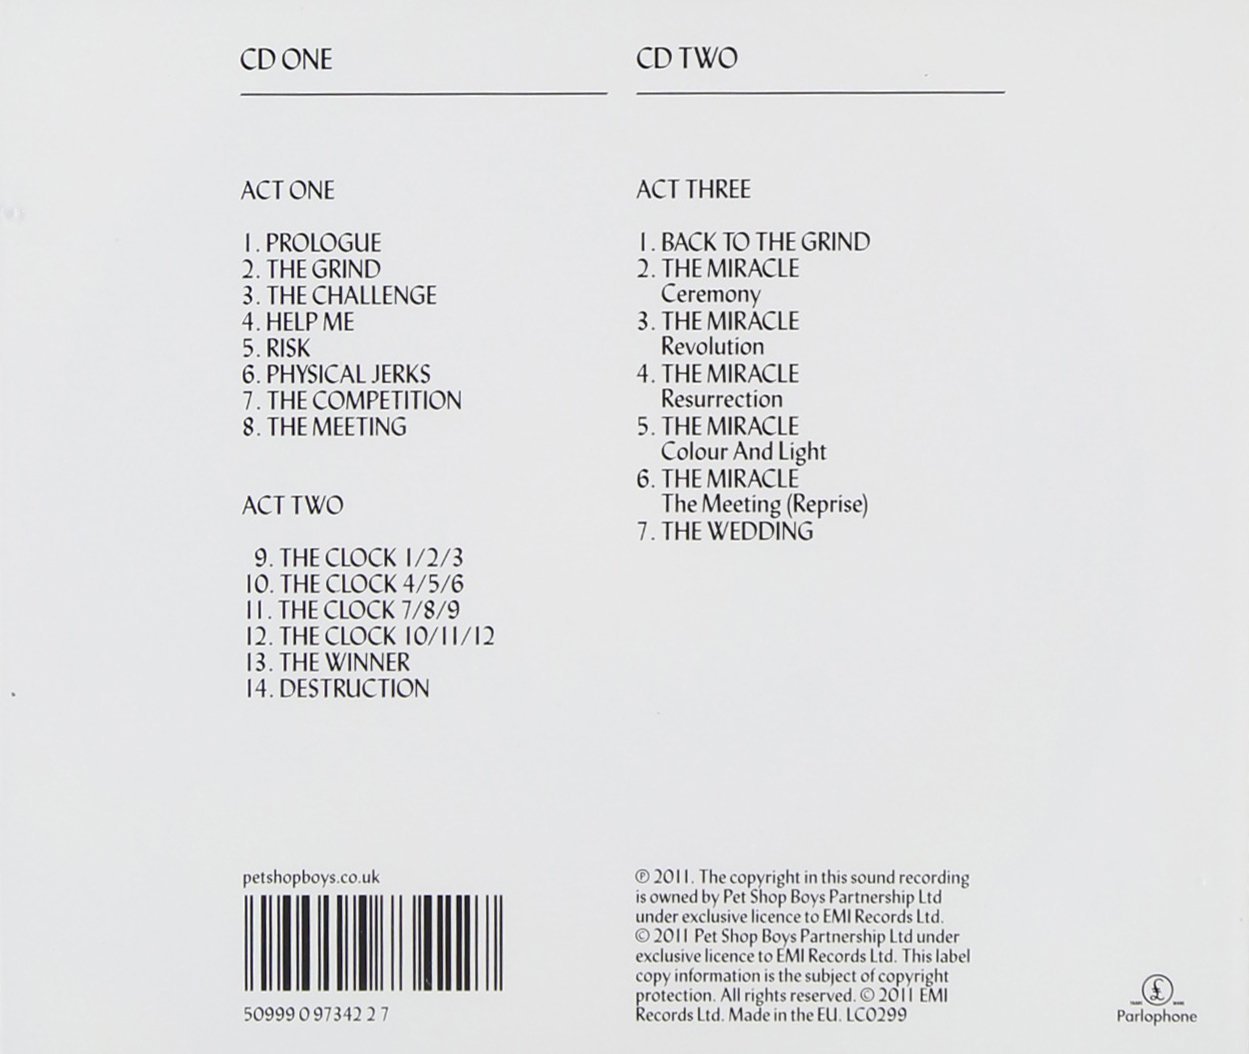 CD ONE
ACT ONE
1. PROLOGUE
2. THE GRIND
3. THE CHALLENGE
4. HELP ME
5. RISK
6. PHYSICAL JERKS
7. THE COMPETITION
8. THE MEETING
ACT TWO
9. THE CLOCK 1/2/3
10. THE CLOCK 4/5/6
11. THE CLOCK 7/8/9
12. THE CLOCK 10/11/12
13. THE WINNER
14. DESTRUCTION
CD TWO
ACT THREE
1. BACK TO THE GRIND
2. THE MIRACLE
Ceremony
3. THE MIRACLE
Revolution
4. THE MIRACLE
Resurrection
5. THE MIRACLE
Colour And Light
6. THE MIRACLE
The Meeting (Reprise)
7. THE WEDDING
petshopboys.co.uk
50999 0 97342 2 7
℗ 2011. The copyright in this sound recording
is owned by Pet Shop Boys Partnership Ltd
under exclusive licence to EMI Records Ltd.
© 2011 Pet Shop Boys Partnership Ltd under
exclusive licence to EMI Records Ltd. This label
copy information is the subject of copyright
protection. All rights reserved. © 2011 EMI
Records Ltd. Made in the EU. LC0299
£
Parlophone